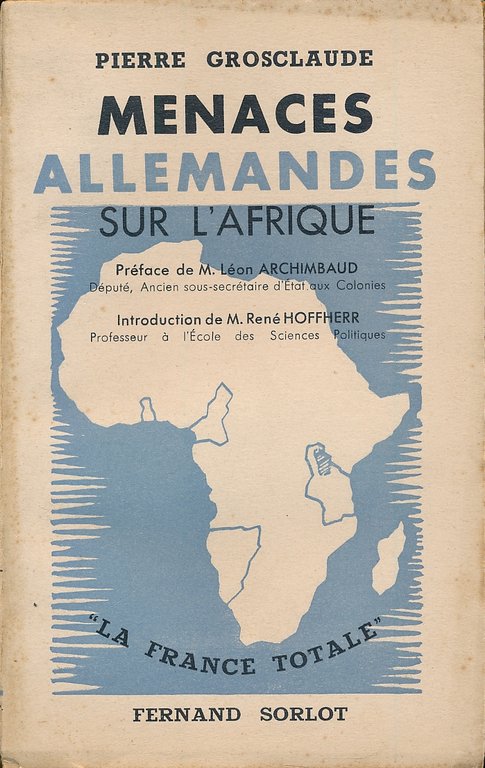 PIERRE GROSCLAUDE
MENACES
ALLEMANDES
SUR L'AFRIQUE
Préface de M. Léon ARCHIMBAUD
Député, Ancien sous-secrétaire d'État aux Colonies
Introduction de M. René HOFFHERR
Professeur à l'École des Sciences Politiques
"LA FRANCE TOTALE"
FERNAND SORLOT